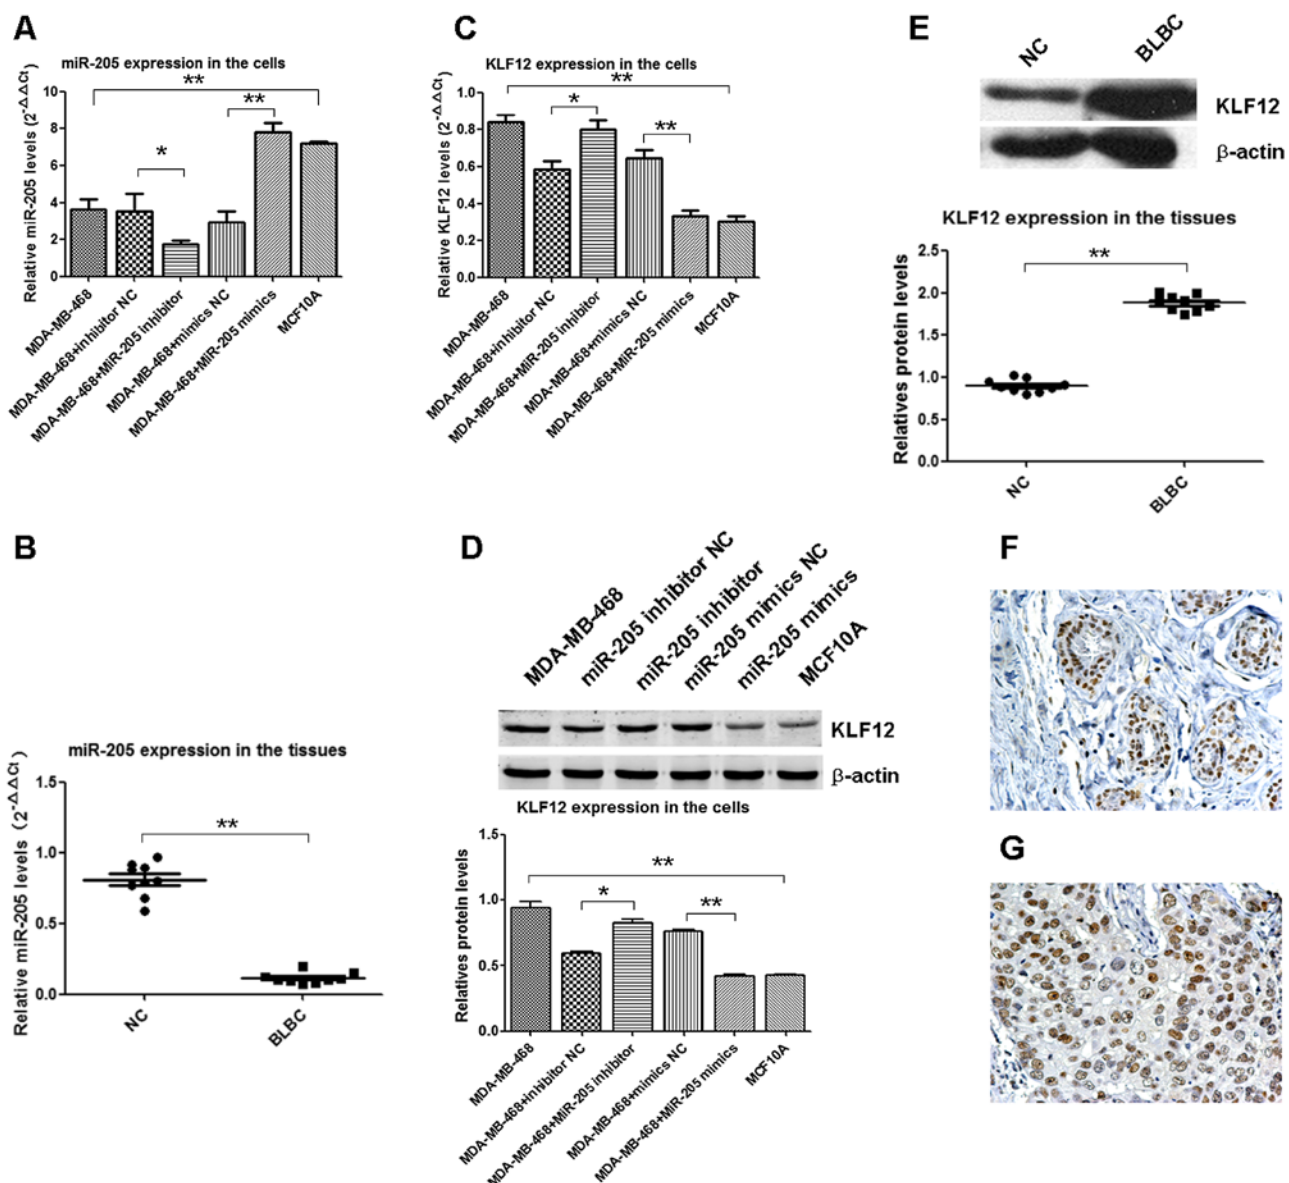 A
miR-205 expression in the cells
Relative miR-205 levels (2-△△Ct)
10
8
6
4
2
0
**
**
*
MDA-MB-468
MDA-MB-468+inhibitor NC
MDA-MB-468+MiR-205 inhibitor
MDA-MB-468+mimics NC
MDA-MB-468+MiR-205 mimics
MCF10A
C
KLF12 expression in the cells
Relative KLF12 levels (2-△△Ct)
1.0
0.8
0.6
0.4
0.2
0.0
**
*
**
MDA-MB-468
MDA-MB-468+inhibitor NC
MDA-MB-468+MiR-205 inhibitor
MDA-MB-468+mimics NC
MDA-MB-468+MiR-205 mimics
MCF10A
E
NC
BLBC
KLF12
β-actin
KLF12 expression in the tissues
Relatives protein levels
2.5
2.0
1.5
1.0
0.5
0.0
**
NC
BLBC
B
miR-205 expression in the tissues
Relative miR-205 levels (2-△△Ct)
1.5
1.0
0.5
0.0
**
NC
BLBC
D
MDA-MB-468
miR-205 inhibitor NC
miR-205 inhibitor
miR-205 mimics NC
miR-205 mimics
MCF10A
KLF12
β-actin
KLF12 expression in the cells
Relatives protein levels
1.5
1.0
0.5
0.0
**
*
**
MDA-MB-468
MDA-MB-468+inhibitor NC
MDA-MB-468+MiR-205 inhibitor
MDA-MB-468+mimics NC
MDA-MB-468+MiR-205 mimics
MCF10A
F
G